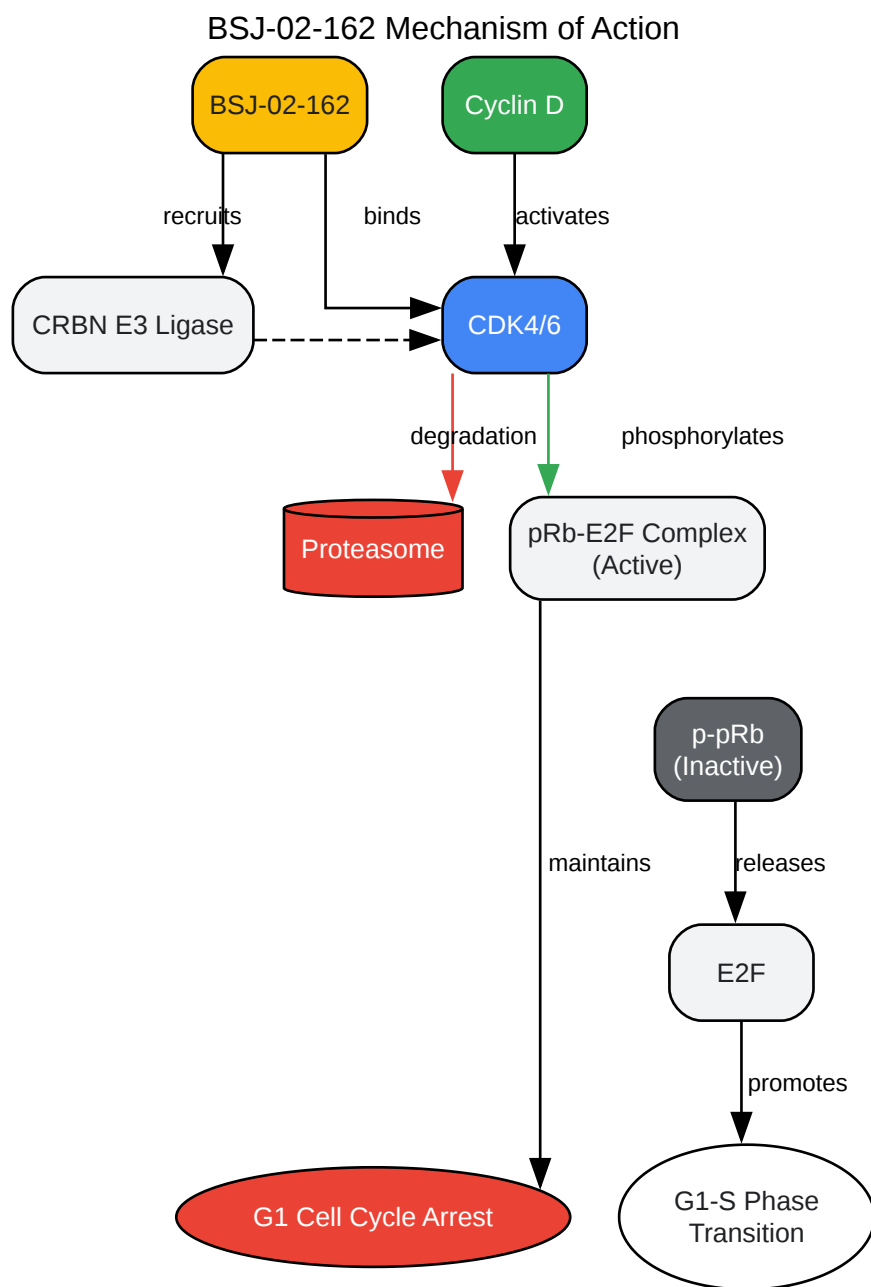 BSJ-02-162 Mechanism of Action
BSJ-02-162
Cyclin D
recruits
binds
activates
CRBN E3 Ligase
CDK4/6
degradation
phosphorylates
Proteasome
pRb-E2F Complex
(Active)
p-pRb
(Inactive)
maintains
releases
E2F
promotes
G1 Cell Cycle Arrest
G1-S Phase
Transition